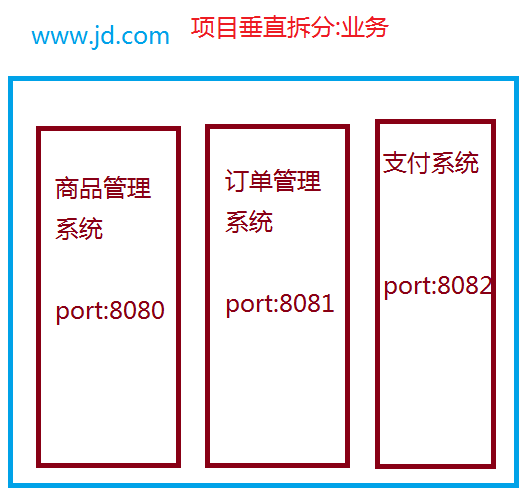 www.jd.com
项目垂直拆分:业务
商品管理
系统
port:8080
订单管理
系统
port:8081
支付系统
port:8082